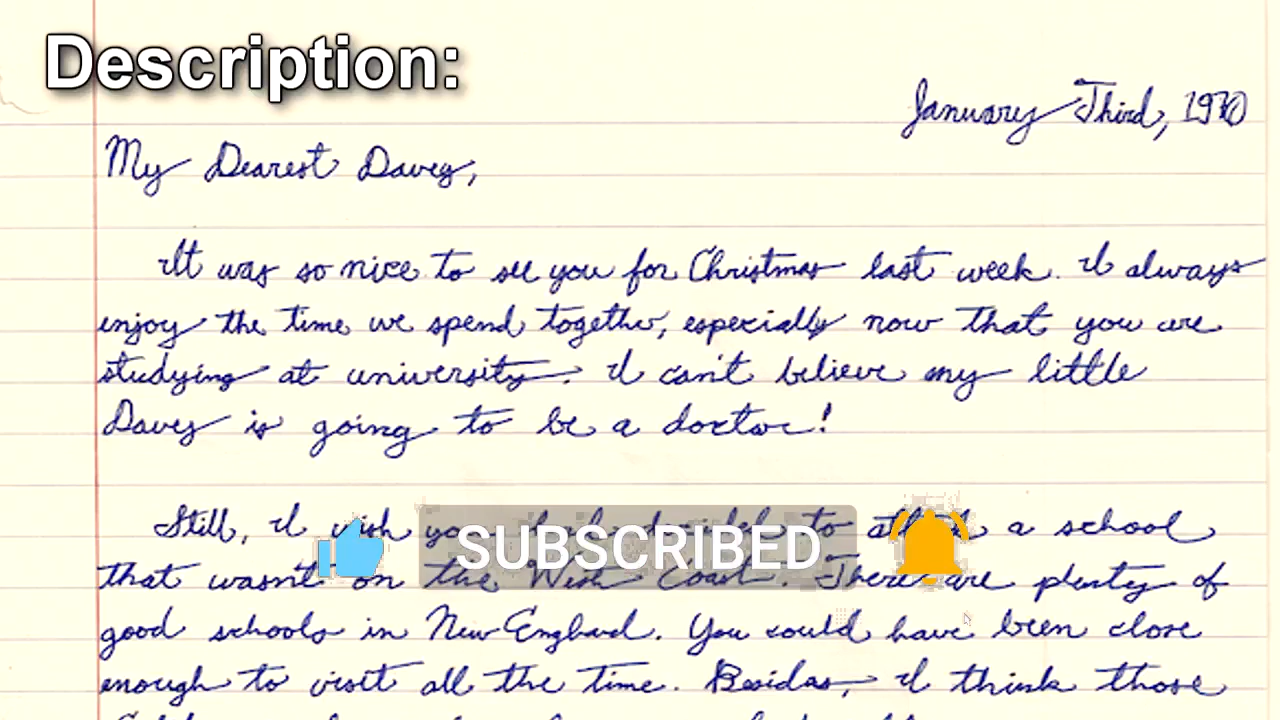 Description:
January Third, 1970
My Dearest Davey,
It was so nice to see you for Christmas last week. I always
enjoy the time we spend together, especially now that you are
studying at university. I can't believe my little
Davey is going to be a doctor!
Still, I wish you had decided to attend a school
SUBSCRIBED
that wasn't on the West Coast. There are plenty of
good schools in New England. You could have been close
enough to visit all the time. Besides, I think those